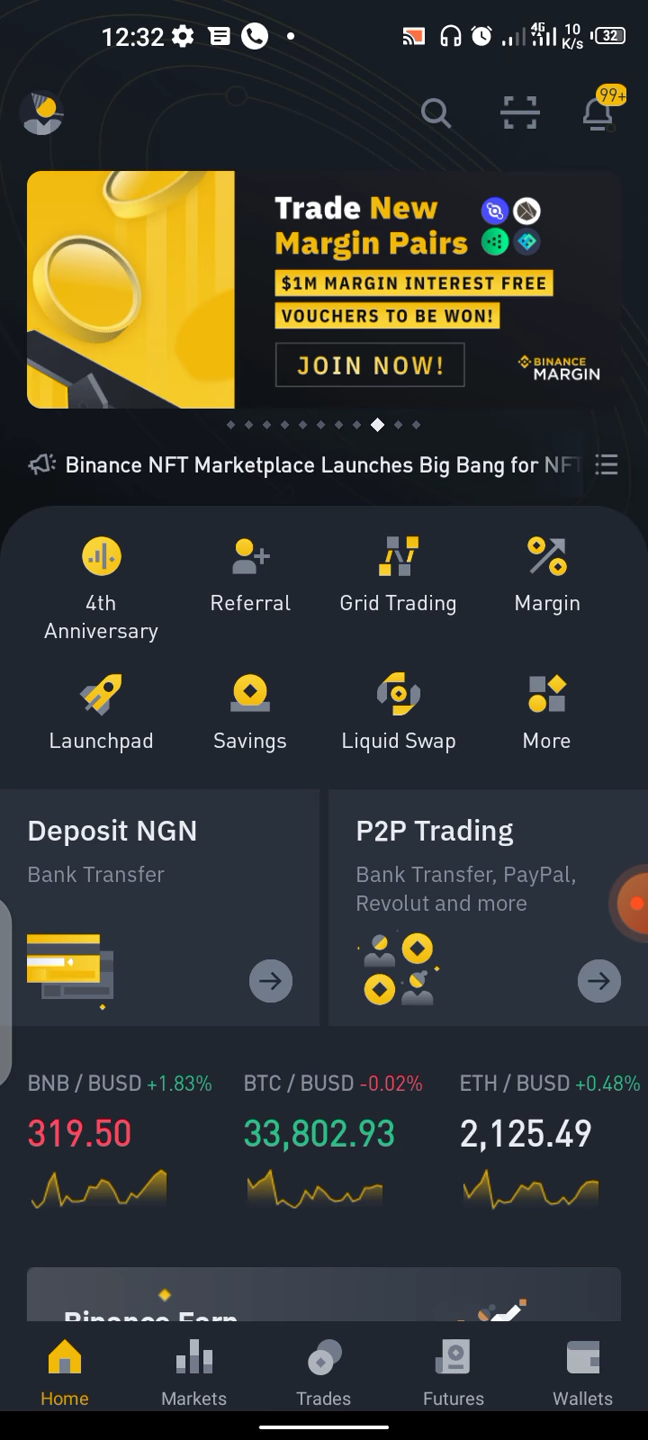 12:32
4G
10
K/s
32
99+
Trade New
Margin Pairs
$1M MARGIN INTEREST FREE
VOUCHERS TO BE WON!
JOIN NOW!
BINANCE
MARGIN
Binance NFT Marketplace Launches Big Bang for NFT
4th
Anniversary
Referral
Grid Trading
Margin
Launchpad
Savings
Liquid Swap
More
Deposit NGN
Bank Transfer
P2P Trading
Bank Transfer, PayPal,
Revolut and more
BNB / BUSD +1.83%
BTC / BUSD -0.02%
ETH / BUSD +0.48%
319.50
33,802.93
2,125.49
Binance Earn
Home
Markets
Trades
Futures
Wallets